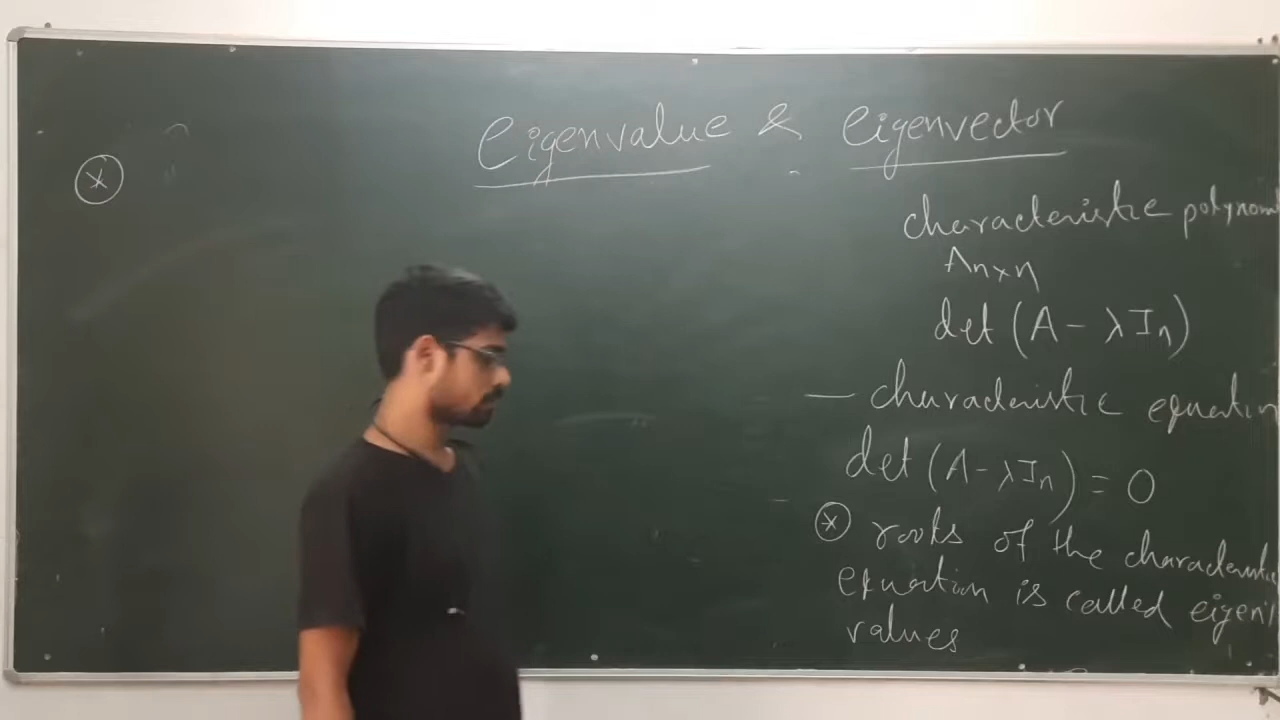 Eigenvalue & Eigenvector
characteristic polynom
An×n
det (A - λIn)
— characteristic equation
det (A - λIn) = 0
* roots of the characteristic
equation is called eigen
values
*